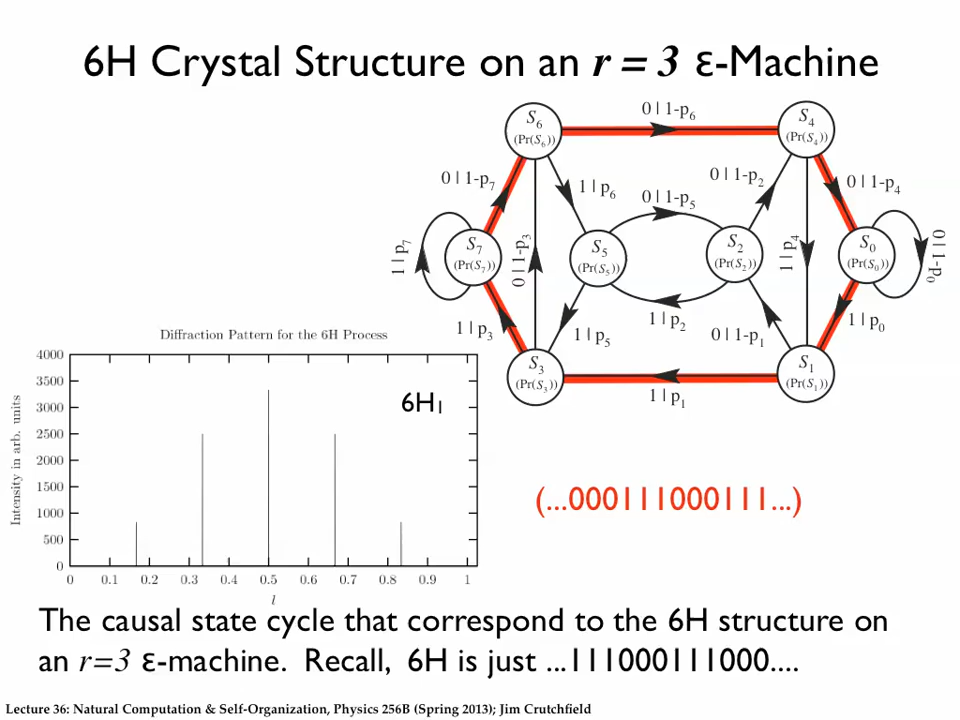 6H Crystal Structure on an r = 3 ε-Machine
0 | 1-p6
S6
(Pr(S6))
S4
(Pr(S4))
0 | 1-p7
1 | p6
0 | 1-p5
0 | 1-p2
0 | 1-p4
1 | p7
S7
(Pr(S7))
0 | 1-p3
S5
(Pr(S5))
S2
(Pr(S2))
1 | p4
S0
(Pr(S0))
0 | 1-p0
1 | p3
1 | p5
1 | p2
0 | 1-p1
1 | p0
S3
(Pr(S3))
1 | p1
S1
(Pr(S1))
Diffraction Pattern for the 6H Process
Intensity in arb. units
4000
3500
3000
2500
2000
1500
1000
500
0
6H1
0 0.1 0.2 0.3 0.4 0.5 0.6 0.7 0.8 0.9 1
l
(...000111000111...)
The causal state cycle that correspond to the 6H structure on
an r=3 ε-machine. Recall, 6H is just ...111000111000....
Lecture 36: Natural Computation & Self-Organization, Physics 256B (Spring 2013); Jim Crutchfield